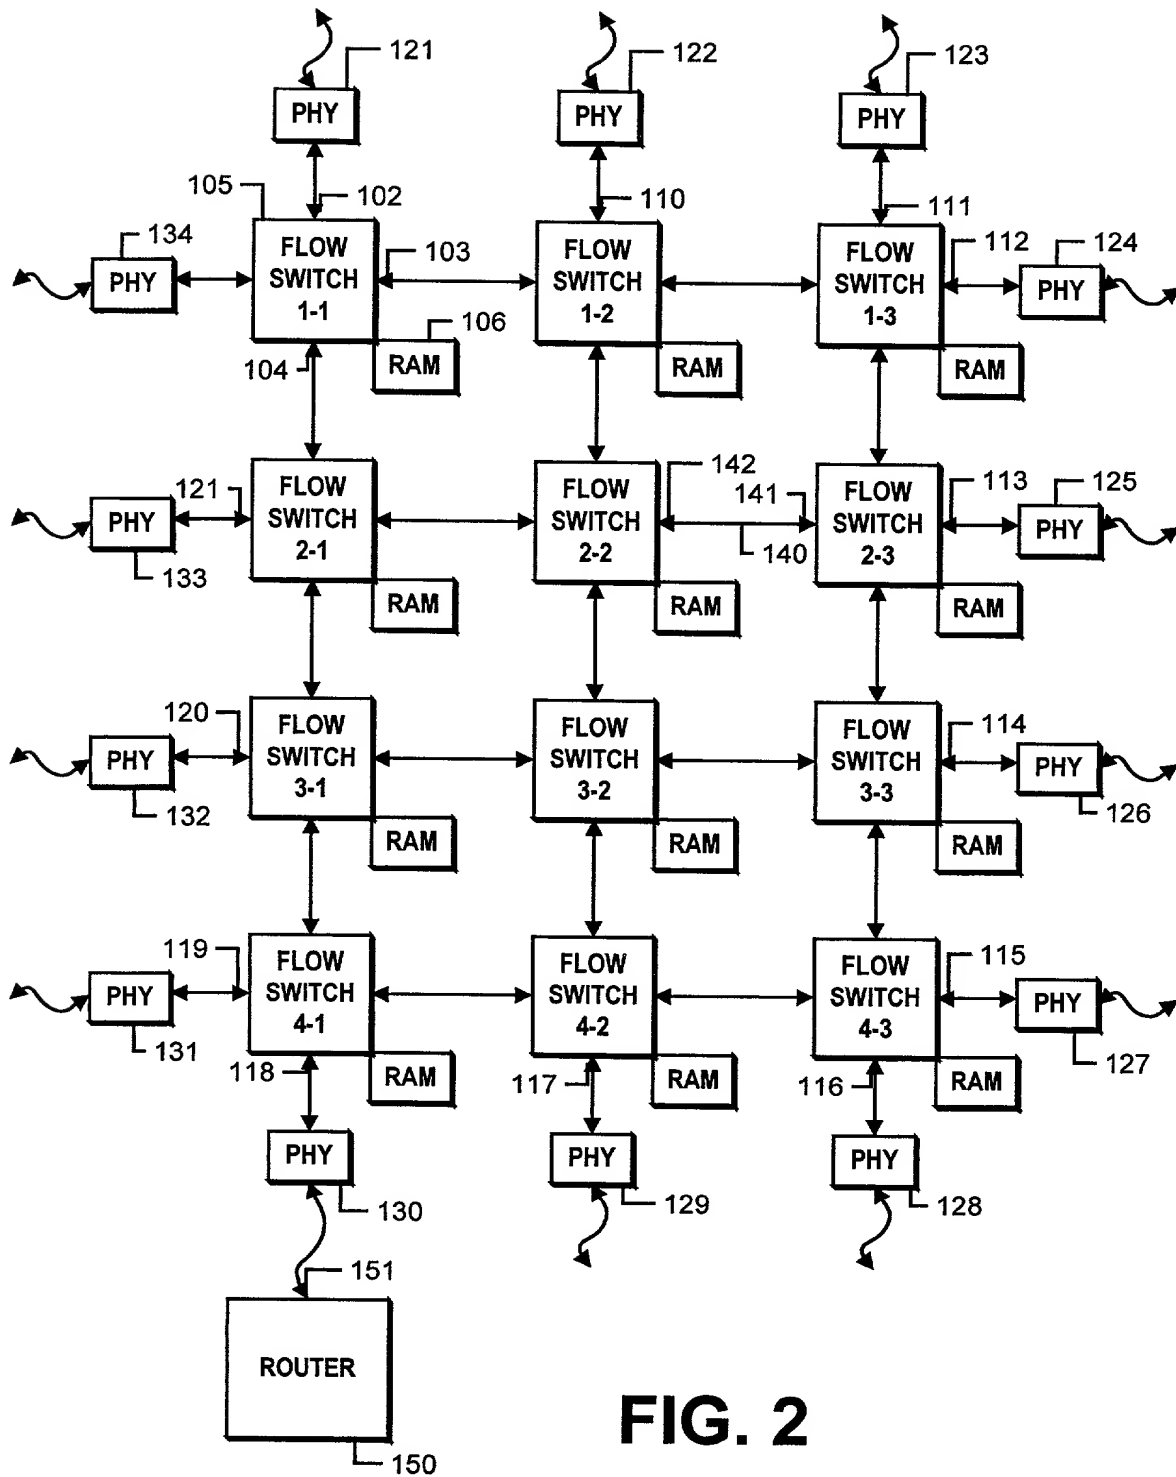 121
122
123
PHY
PHY
PHY
105
102
110
111
134
103
112
124
PHY
FLOW
SWITCH
1-1
FLOW
SWITCH
1-2
FLOW
SWITCH
1-3
PHY
106
104
RAM
RAM
RAM
121
142
141
113
125
PHY
FLOW
SWITCH
2-1
FLOW
SWITCH
2-2
FLOW
SWITCH
2-3
PHY
133
140
RAM
RAM
RAM
120
114
PHY
FLOW
SWITCH
3-1
FLOW
SWITCH
3-2
FLOW
SWITCH
3-3
PHY
132
126
RAM
RAM
RAM
119
115
PHY
FLOW
SWITCH
4-1
FLOW
SWITCH
4-2
FLOW
SWITCH
4-3
PHY
131
127
118
RAM
117
RAM
116
RAM
PHY
PHY
PHY
130
129
128
151
ROUTER
150
FIG. 2